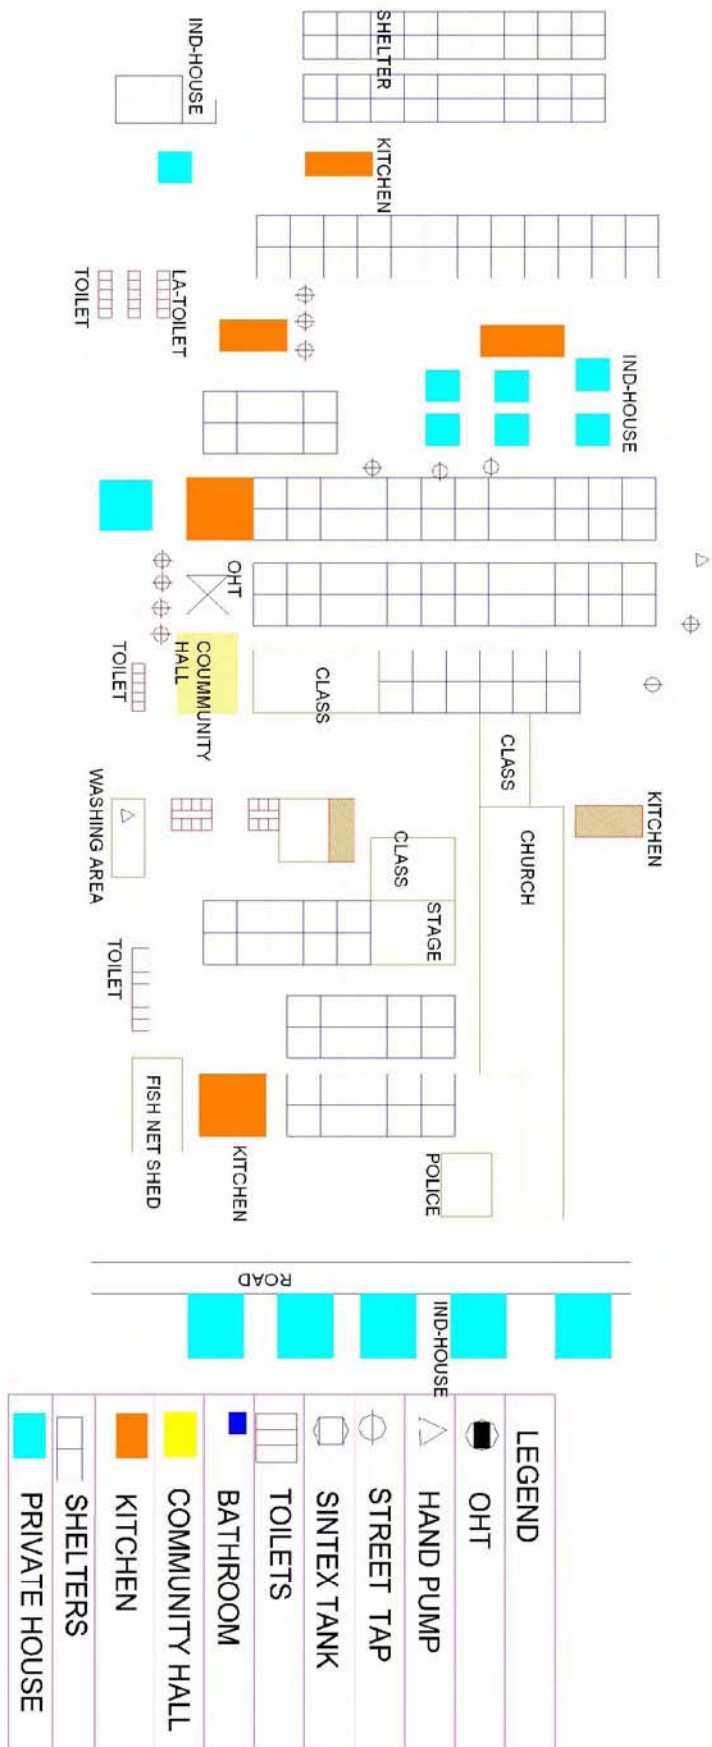 SHELTER
IND-HOUSE
KITCHEN
LA-TOILET
TOILET
IND-HOUSE
OHT
COUMMUNITY
HALL
TOILET
CLASS
CLASS
KITCHEN
CHURCH
CLASS
STAGE
WASHING AREA
TOILET
FISH NET SHED
KITCHEN
POLICE
ROAD
IND-HOUSE
LEGEND
OHT
HAND PUMP
STREET TAP
SINTEX TANK
TOILETS
BATHROOM
COMMUNITY HALL
KITCHEN
SHELTERS
PRIVATE HOUSE